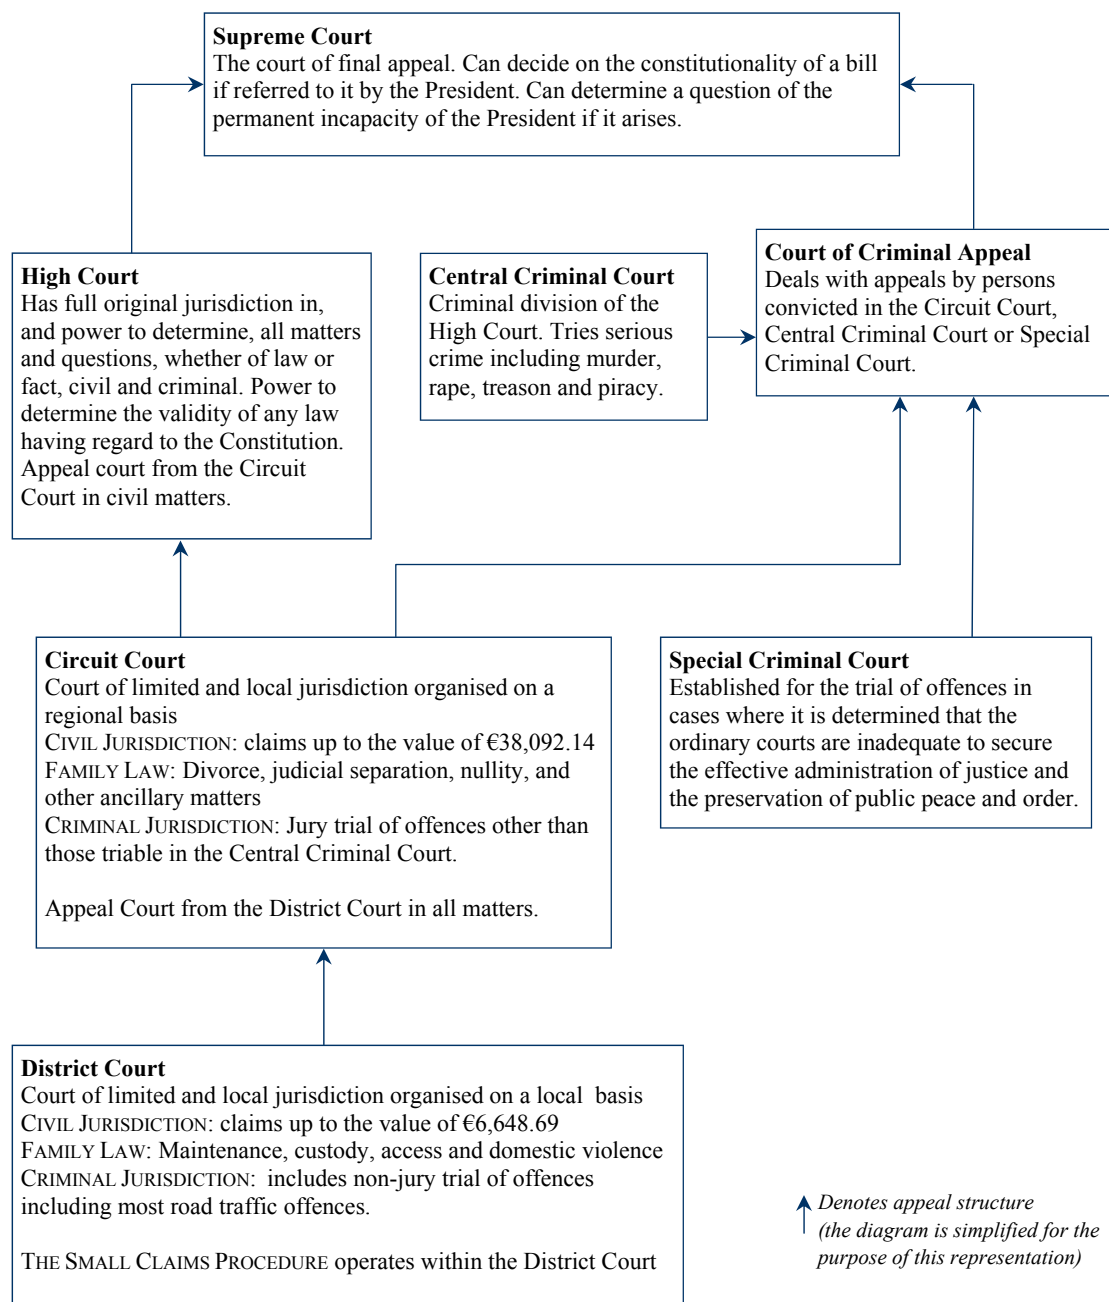 Supreme Court
The court of final appeal. Can decide on the constitutionality of a bill
if referred to it by the President. Can determine a question of the
permanent incapacity of the President if it arises.
High Court
Has full original jurisdiction in,
and power to determine, all matters
and questions, whether of law or
fact, civil and criminal. Power to
determine the validity of any law
having regard to the Constitution.
Appeal court from the Circuit
Court in civil matters.
Central Criminal Court
Criminal division of the
High Court. Tries serious
crime including murder,
rape, treason and piracy.
Court of Criminal Appeal
Deals with appeals by persons
convicted in the Circuit Court,
Central Criminal Court or Special
Criminal Court.
Circuit Court
Court of limited and local jurisdiction organised on a
regional basis
CIVIL JURISDICTION: claims up to the value of €38,092.14
FAMILY LAW: Divorce, judicial separation, nullity, and
other ancillary matters
CRIMINAL JURISDICTION: Jury trial of offences other than
those triable in the Central Criminal Court.
Appeal Court from the District Court in all matters.
Special Criminal Court
Established for the trial of offences in
cases where it is determined that the
ordinary courts are inadequate to secure
the effective administration of justice and
the preservation of public peace and order.
District Court
Court of limited and local jurisdiction organised on a local basis
CIVIL JURISDICTION: claims up to the value of €6,648.69
FAMILY LAW: Maintenance, custody, access and domestic violence
CRIMINAL JURISDICTION: includes non-jury trial of offences
including most road traffic offences.
THE SMALL CLAIMS PROCEDURE operates within the District Court
Denotes appeal structure
(the diagram is simplified for the
purpose of this representation)